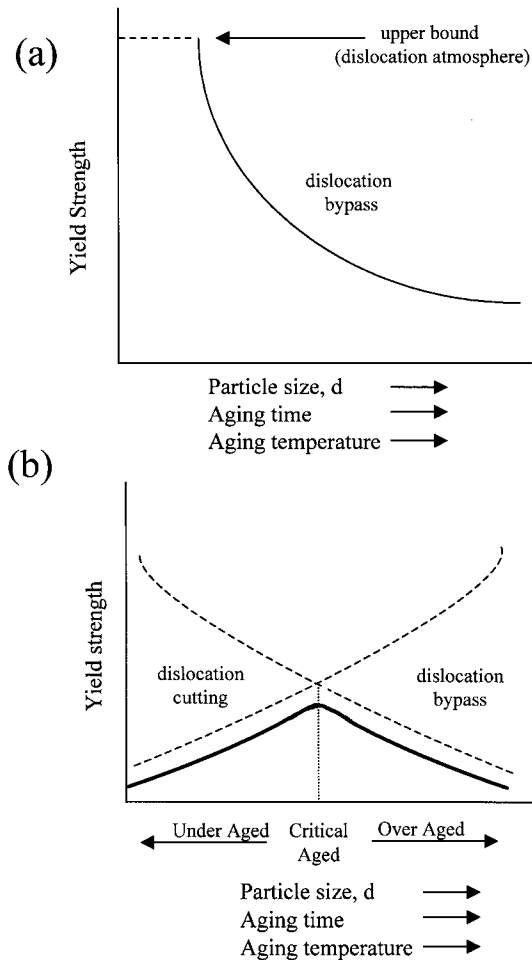 (a)
upper bound
(dislocation atmosphere)
Yield Strength
dislocation
bypass
Particle size, d
Aging time
Aging temperature
(b)
Yield strength
dislocation
cutting
dislocation
bypass
Under Aged
Critical
Aged
Over Aged
Particle size, d
Aging time
Aging temperature